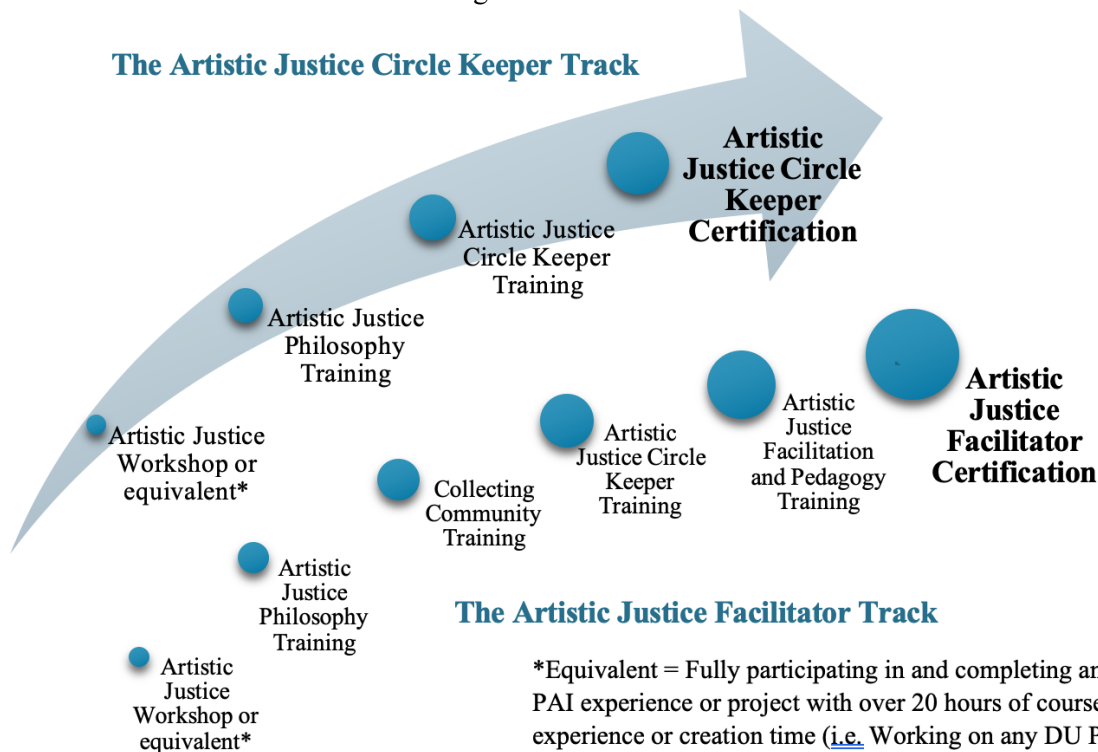 The Artistic Justice Circle Keeper Track
Artistic
Justice Circle
Keeper
Certification
Artistic Justice
Circle Keeper
Training
Artistic Justice
Philosophy
Training
Artistic Justice
Workshop or
equivalent*
Artistic
Justice
Facilitator
Certification
Artistic
Justice
Facilitation
and Pedagogy
Training
Artistic
Justice Circle
Keeper
Training
Collecting
Community
Training
Artistic
Justice
Philosophy
Training
Artistic
Justice
Workshop or
equivalent*
The Artistic Justice Facilitator Track
*Equivalent = Fully participating in and completing
PAI experience or project with over 20 hours of course
experience or creation time (i.e. Working on any DU